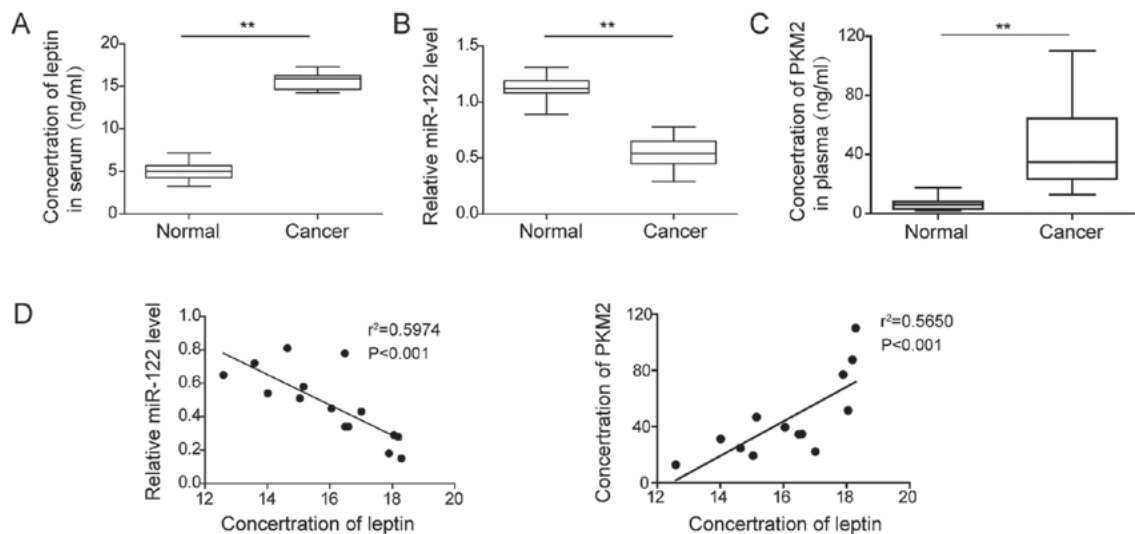 A
Concentration of leptin
in serum (ng/ml)
20
15
10
5
0
**
Normal
Cancer
B
Relative miR-122 level
1.5
1.0
0.5
0.0
**
Normal
Cancer
C
Concertration of PKM2
in plasma (ng/ml)
120
80
40
0
**
Normal
Cancer
D
Relative miR-122 level
1.0
0.8
0.6
0.4
0.2
0.0
r²=0.5974
P<0.001
12
14
16
18
20
Concertration of leptin
Concertration of PKM2
120
80
40
0
r²=0.5650
P<0.001
12
14
16
18
20
Concertration of leptin